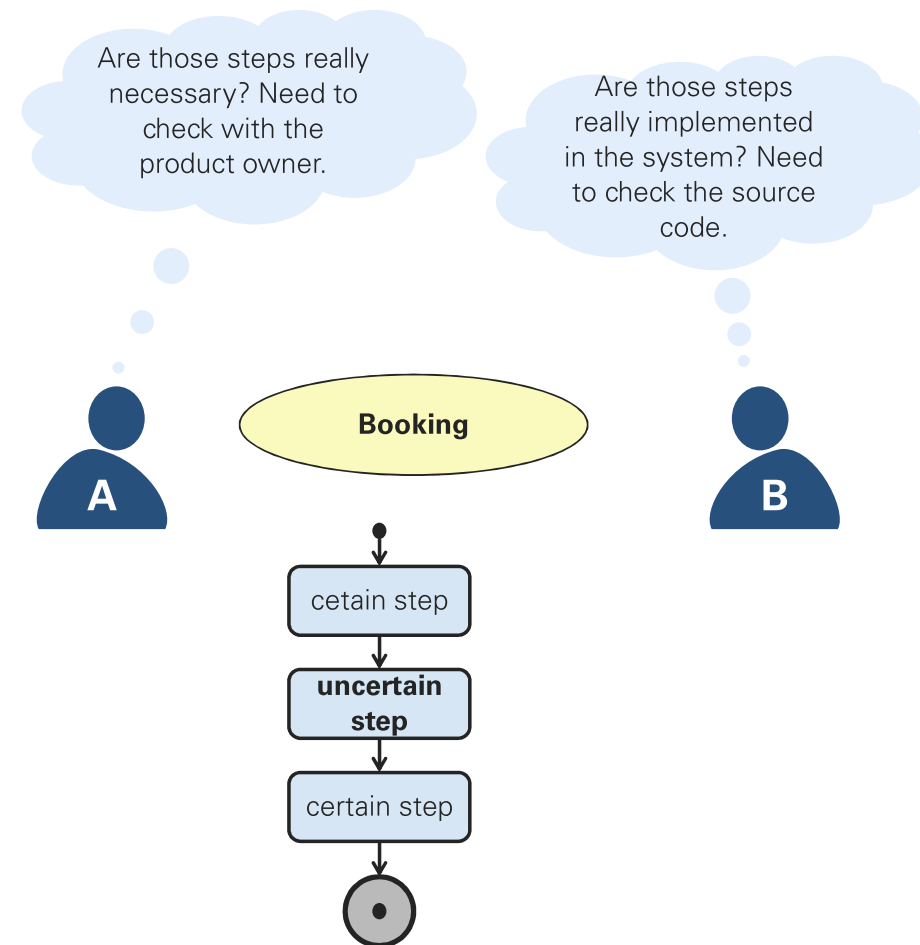 Are those steps really
necessary? Need to
check with the
product owner.
Are those steps
really implemented
in the system? Need
to check the source
code.
Booking
A
B
cetain step
uncertain
step
certain step